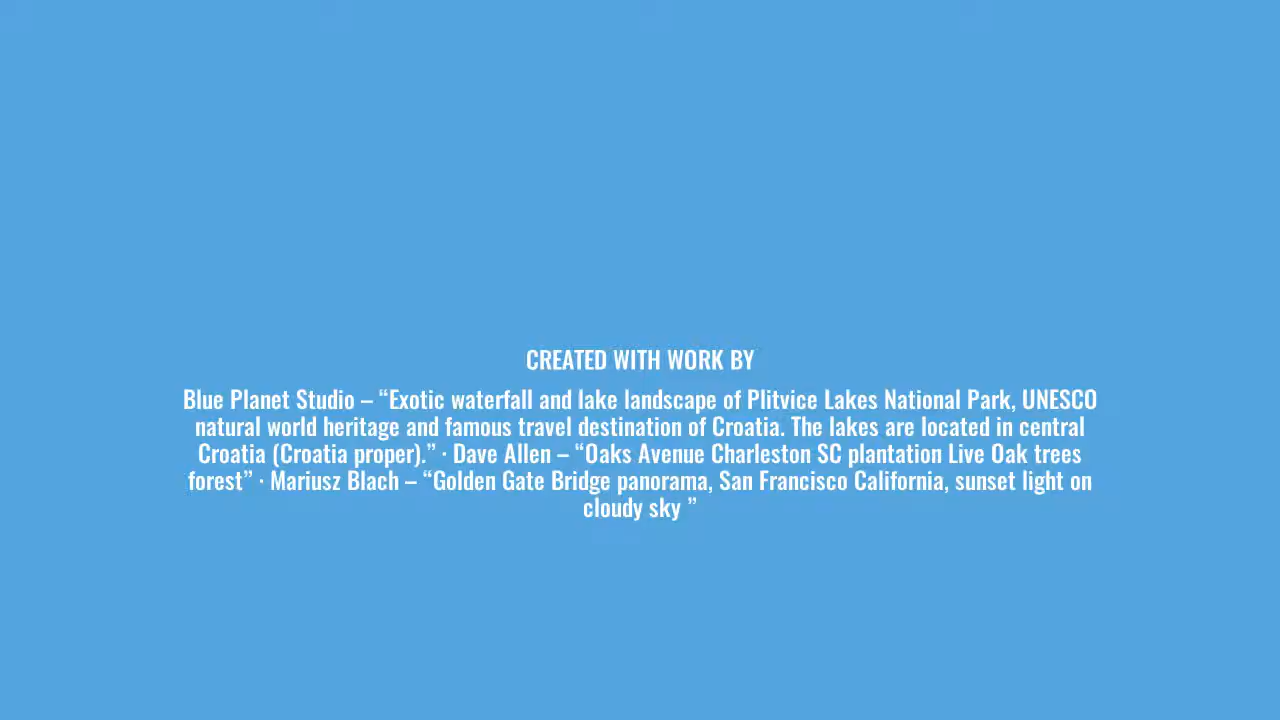 CREATED WITH WORK BY
Blue Planet Studio – “Exotic waterfall and lake landscape of Plitvice Lakes National Park, UNESCO
natural world heritage and famous travel destination of Croatia. The lakes are located in central
Croatia (Croatia proper).” · Dave Allen – “Oaks Avenue Charleston SC plantation Live Oak trees
forest” · Mariusz Blach – “Golden Gate Bridge panorama, San Francisco California, sunset light on
cloudy sky ”